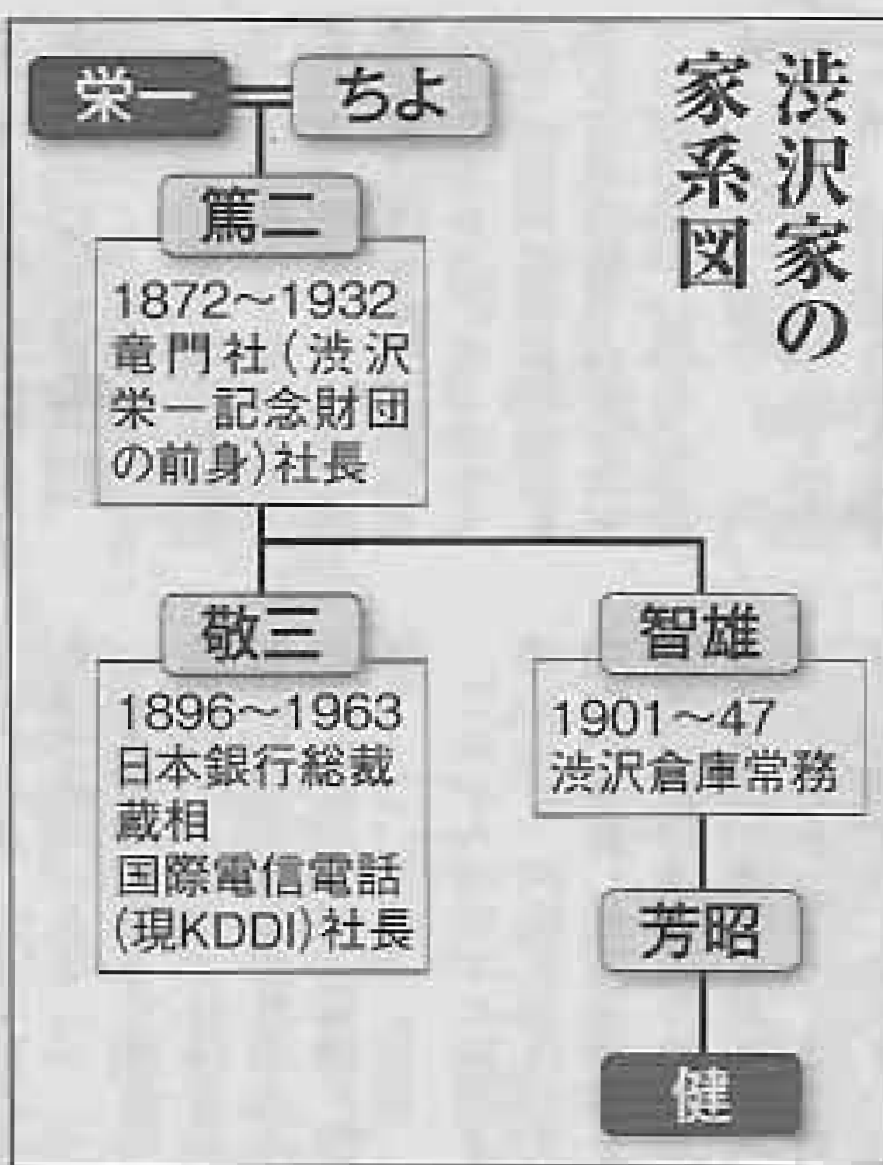 渋沢家の
家系図
栄一
ちよ
篤二
1872～1932
竜門社(渋沢
栄一記念財団
の前身)社長
敬三
1896～1963
日本銀行総裁
蔵相
国際電信電話
(現KDDI)社長
智雄
1901～47
渋沢倉庫常務
芳昭
健